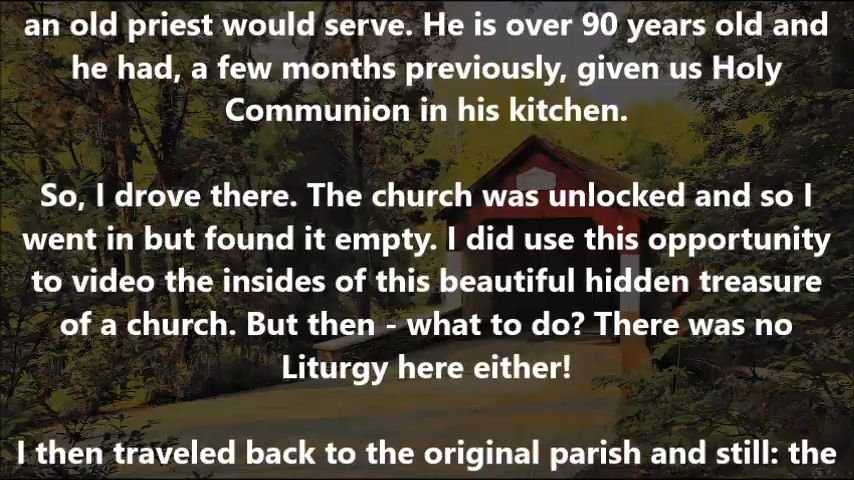 an old priest would serve. He is over 90 years old and
he had, a few months previously, given us Holy
Communion in his kitchen.
So, I drove there. The church was unlocked and so I
went in but found it empty. I did use this opportunity
to video the insides of this beautiful hidden treasure
of a church. But then - what to do? There was no
Liturgy here either!
I then traveled back to the original parish and still: the